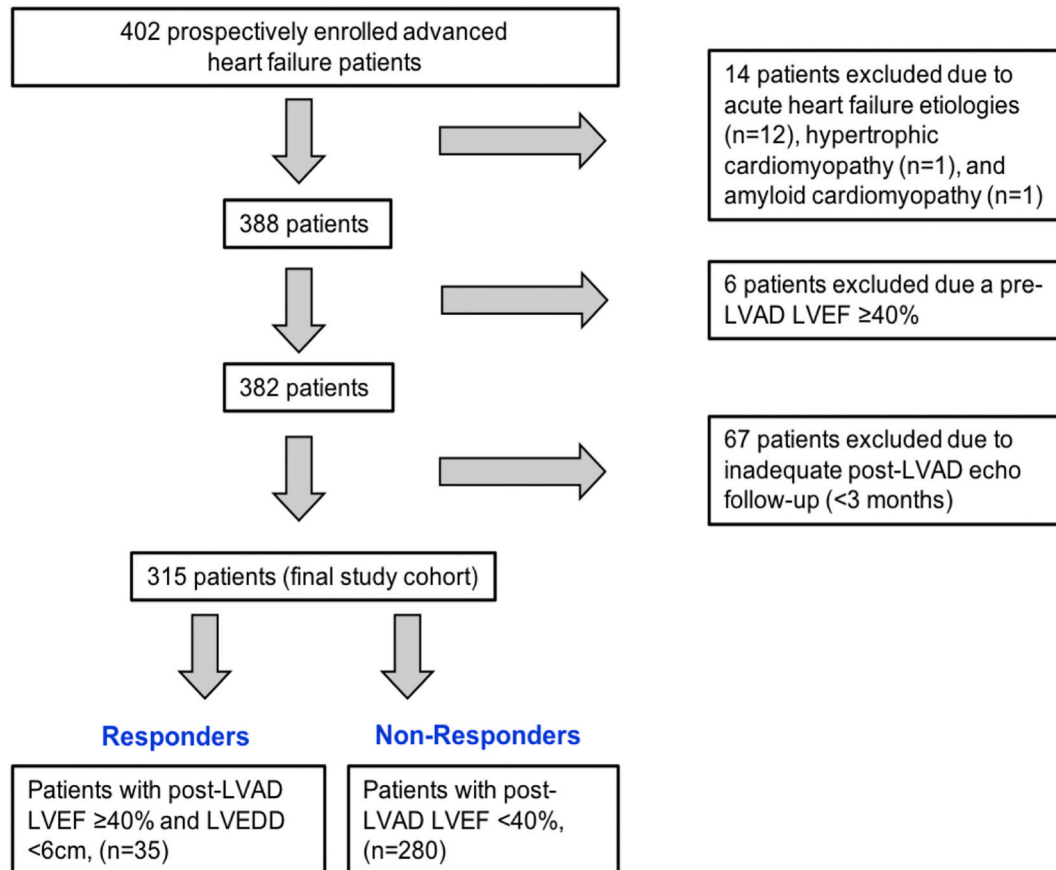 402 prospectively enrolled advanced
heart failure patients
14 patients excluded due to
acute heart failure etiologies
(n=12), hypertrophic
cardiomyopathy (n=1), and
amyloid cardiomyopathy (n=1)
388 patients
6 patients excluded due a pre-
LVAD LVEF ≥40%
382 patients
67 patients excluded due to
inadequate post-LVAD echo
follow-up (<3 months)
315 patients (final study cohort)
Responders
Patients with post-LVAD
LVEF ≥40% and LVEDD
<6cm, (n=35)
Non-Responders
Patients with post-
LVAD LVEF <40%,
(n=280)